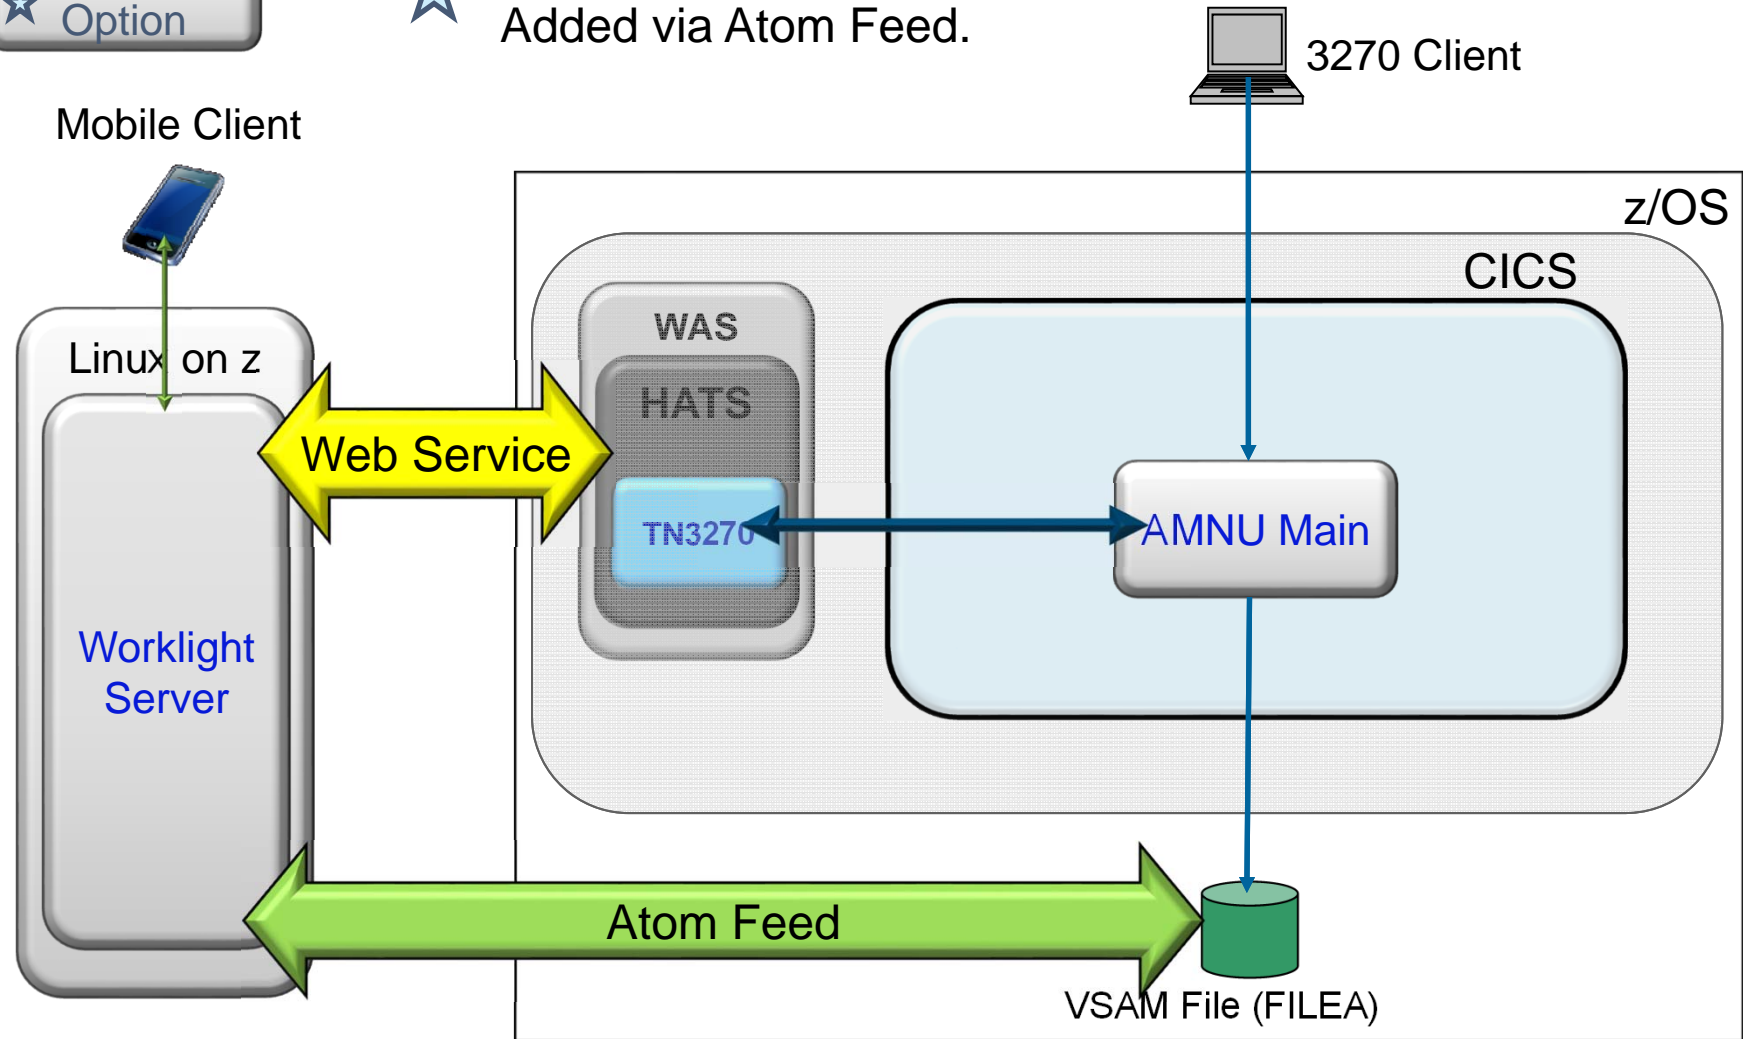 Option
Added via Atom Feed.
3270 Client
Mobile Client
z/OS
CICS
WAS
Linux on z
HATS
Web Service
TN3270
AMNU Main
Worklight
Server
Atom Feed
VSAM File (FILEA)